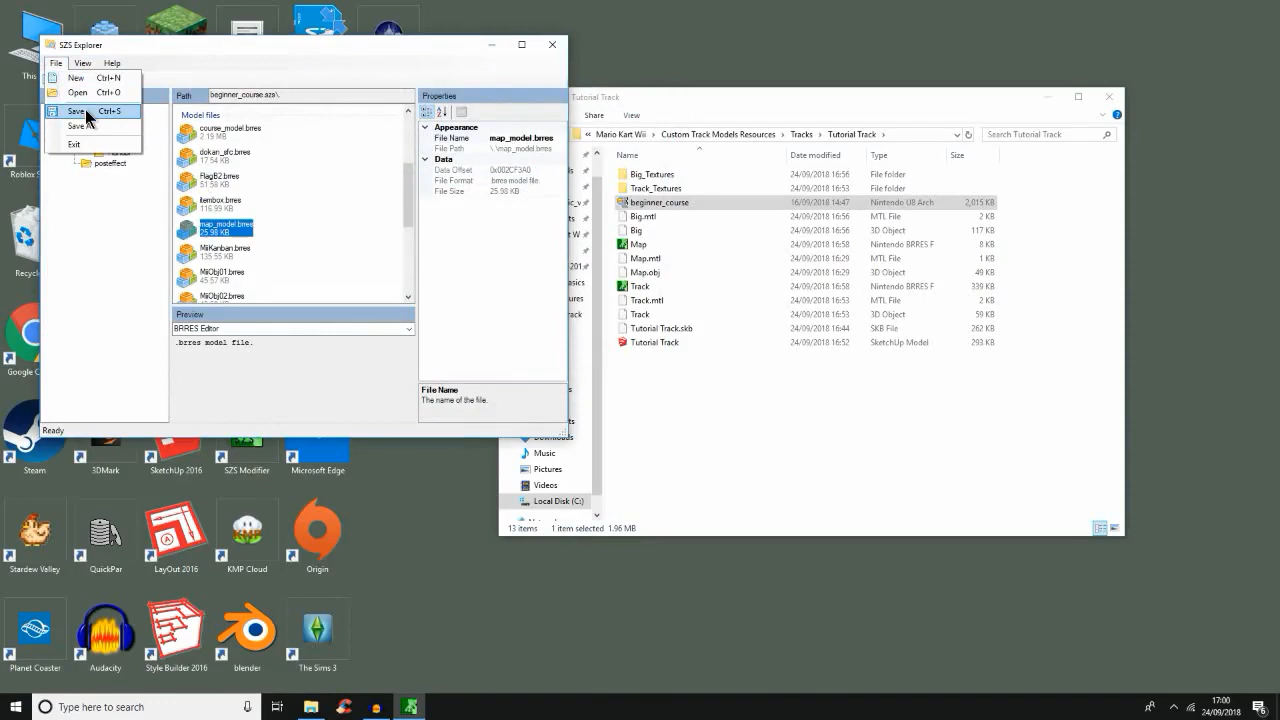 SZS Explorer
File View Help
New Ctrl+N
Open Ctrl+O
Save Ctrl+S
Save
Exit
posteffect
Path beginner_course.szs\.
Model files
course_model.brres
2.19 MB
dokan_sfc.brres
17.54 KB
FlagB2.brres
51.58 KB
itembox.brres
116.99 KB
map_model.brres
25.98 KB
MiiKanban.brres
135.55 KB
MiiObj01.brres
45.57 KB
MiiObj02.brres
Preview
BRRES Editor
.brres model file.
Properties
Appearance
File Name map_model.brres
File Path \.\map_model.brres
Data
Data Offset 0x002CF3A0
File Format .brres model file.
File Size 25.98 KB
File Name
The name of the file.
Ready
Tutorial Track
Share View
« Mario Kart Wii › Custom Track Models Resources › Tracks › Tutorial Track ›
Search Tutorial Track
Name Date modified Type Size
Big_Textures 24/09/2018 16:56 File folder
Track_Textures 24/09/2018 16:53 File folder
beginner_course 16/09/2018 14:47 Nintendo U8 Arch 2,015 KB
Big.mtl 24/09/2018 16:56 MTL File 2 KB
Big 24/09/2018 16:56 3D Object 117 KB
Map 24/09/2018 16:58 Nintendo BRRES F 8 KB
Map.mtl 24/09/2018 16:29 MTL File 1 KB
Map.obj 24/09/2018 16:29 3D Object 49 KB
Track 24/09/2018 16:58 Nintendo BRRES F 339 KB
Track.mtl 24/09/2018 16:53 MTL File 2 KB
Track 24/09/2018 16:53 3D Object 59 KB
Tutorial Track.skb 24/09/2018 16:44 SKB File 262 KB
Tutorial Track 24/09/2018 16:52 SketchUp Model 293 KB
Downloads
Music
Pictures
Videos
Local Disk (C:)
13 items 1 item selected 1.96 MB
This
Roblox S
Recycle
Google C
Steam
3DMark
SketchUp 2016
SZS Modifier
Microsoft Edge
Stardew Valley
QuickPar
LayOut 2016
KMP Cloud
Origin
Planet Coaster
Audacity
Style Builder 2016
blender
The Sims 3
Type here to search
17:00
24/09/2018